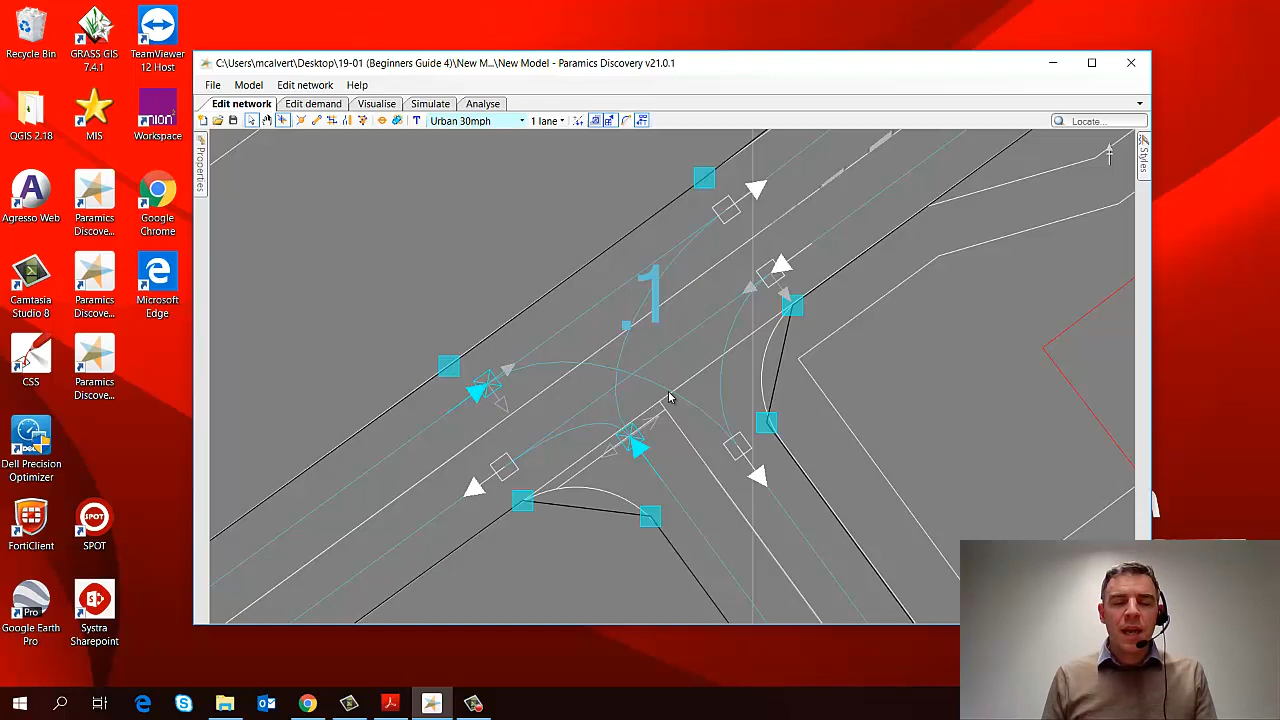 Recycle Bin
GRASS GIS
7.4.1
TeamViewer
12 Host
QGIS 2.18
MIS
Workspace
Agresso Web
Paramics
Disco...
Google
Chrome
Camtasia
Studio 8
Paramics
Disco...
Microsoft
Edge
CSS
Paramics
Disco...
Dell Precision
Optimizer
FortiClient
SPOT
Google Earth
Pro
Systra
Sharepoint
C:\Users\mcalvert\Desktop\19-01 (Beginners Guide 4)\New M...\New Model - Paramics Discovery v21.0.1
File Model Edit network Help
Edit network Edit demand Visualise Simulate Analyse
Urban 30mph 1 lane Locate...
Properties
Styles
1